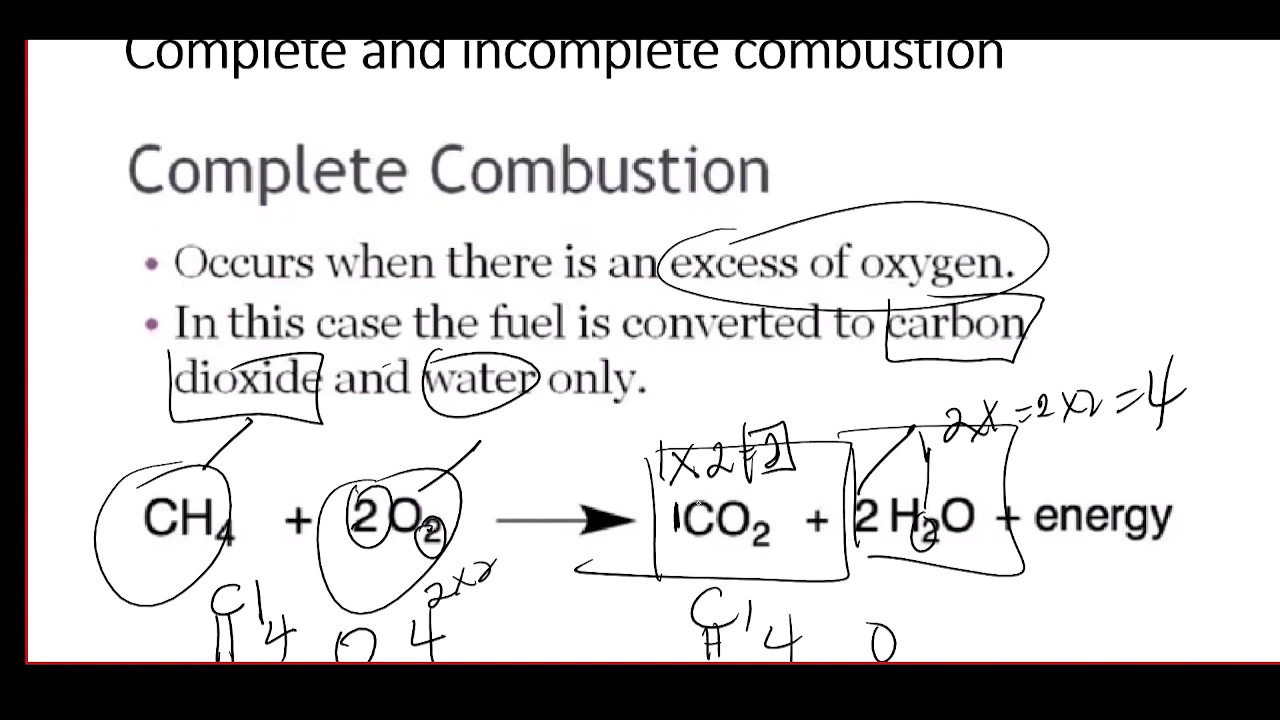 Complete and incomplete combustion
Complete Combustion
• Occurs when there is an excess of oxygen.
• In this case the fuel is converted to carbon
dioxide and water only.
2x =2x2=4
1x2=2
CH₄ + 2O₂ → 1CO₂ + 2H₂O + energy
2x2
C 1 C 1
H 4 O 4 H 4 O